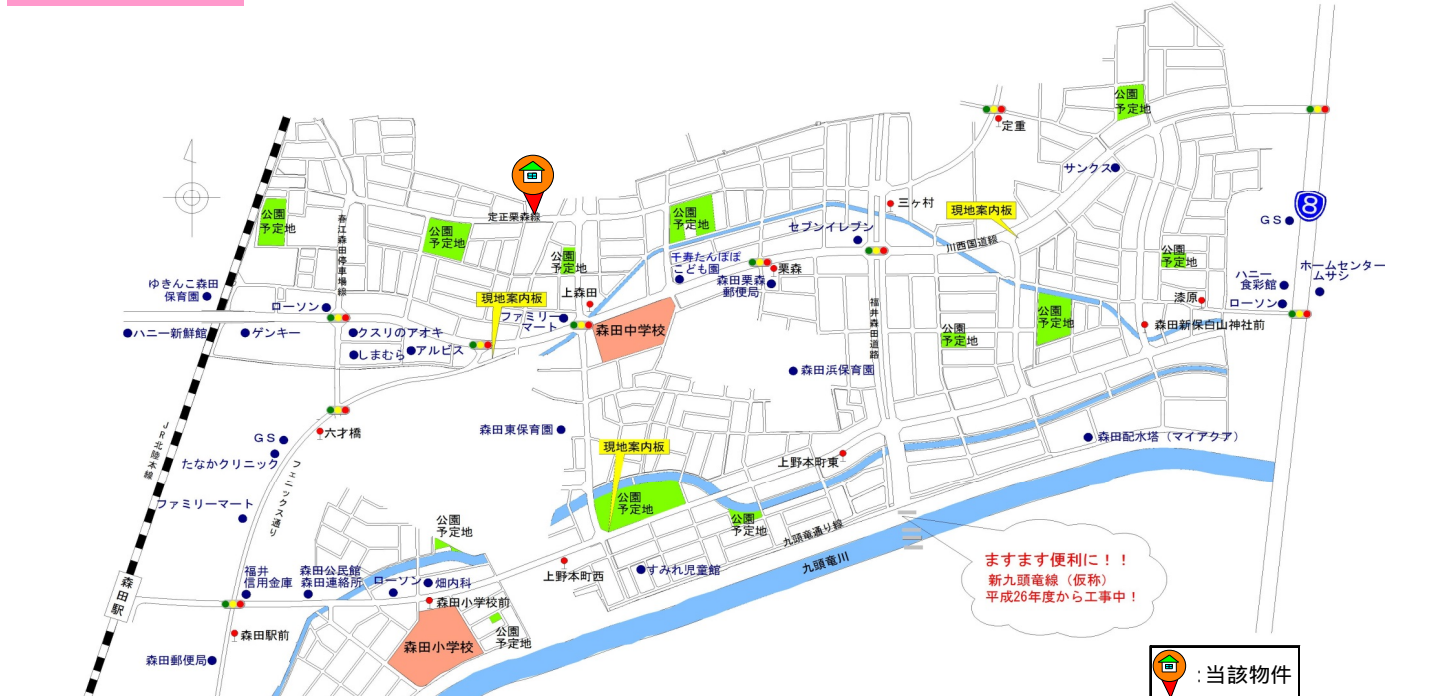 公園
予定地
定重
サンクス
公園
予定地
春江森田停車場線
公園
予定地
定正栗森線
公園
予定地
三ヶ村
現地案内板
8
GS
セブンイレブン
川西国道線
公園
予定地
千寿たんぽぽ
こども園
栗森
森田栗森
郵便局
公園
予定地
ホームセンター
ムサシ
ハニー
食彩館
ローソン
ゆきんこ森田
保育園
ローソン
現地案内板
上森田
ファミリー
マート
森田中学校
福井森田道路
公園
予定地
公園
予定地
漆原
森田新保白山神社前
ハニー新鮮館
ゲンキー
クスリのアオキ
しまむら
アルビス
森田浜保育園
JR北陸本線
GS
六才橋
たなかクリニック
フェニックス通り
森田東保育園
現地案内板
上野本町東
森田配水塔（マイアクア）
ファミリーマート
公園
予定地
公園
予定地
公園
予定地
九頭竜通り線
九頭竜川
ますます便利に！！
新九頭竜線（仮称）
平成26年度から工事中！
森田駅
福井
信用金庫
森田公民館
森田連絡所
ローソン
畑内科
上野本町西
すみれ児童館
森田小学校前
森田駅前
公園
予定地
森田小学校
森田郵便局
：当該物件